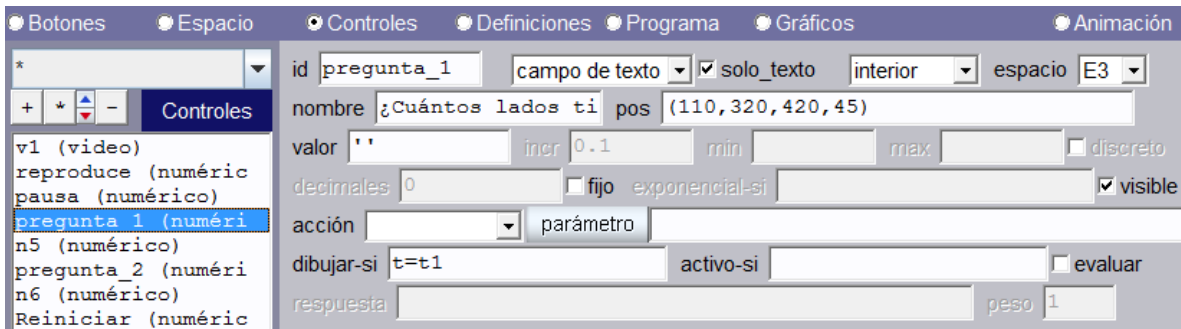 Botones Espacio Controles Definiciones Programa Gráficos Animación
*
+ * - Controles
v1 (video)
reproduce (numéric
pausa (numérico)
pregunta_1 (numéri
n5 (numérico)
pregunta_2 (numéri
n6 (numérico)
Reiniciar (numéric
id pregunta_1 campo de texto solo_texto interior espacio E3
nombre ¿Cuántos lados ti pos (110,320,420,45)
valor '' incr 0.1 min max discreto
decimales 0 fijo exponencial-si visible
acción parámetro
dibujar-si t=t1 activo-si evaluar
respuesta peso 1